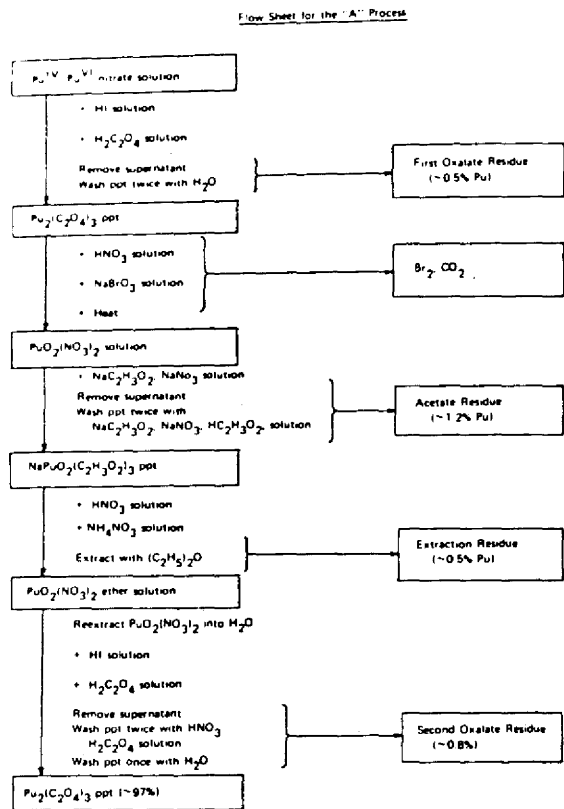 Flow Sheet for the "A" Process
Pu^IV, Pu^VI nitrate solution
+ HI solution
+ H2C2O4 solution
Remove supernatant
Wash ppt twice with H2O
First Oxalate Residue
(~0.5% Pu)
Pu2(C2O4)3 ppt
+ HNO3 solution
+ NaBrO3 solution
+ Heat
Br2, CO2
PuO2(NO3)2 solution
+ NaC2H3O2, NaNo3 solution
Remove supernatant
Wash ppt twice with
NaC2H3O2, NaNO3, HC2H3O2, solution
Acetate Residue
(~1.2% Pu)
NaPuO2(C2H3O2)3 ppt
+ HNO3 solution
+ NH4NO3 solution
Extract with (C2H5)2O
Extraction Residue
(~0.5% Pu)
PuO2(NO3)2 ether solution
Reextract PuO2(NO3)2 into H2O
+ HI solution
+ H2C2O4 solution
Remove supernatant
Wash ppt twice with HNO3
H2C2O4 solution
Wash ppt once with H2O
Second Oxalate Residue
(~0.8%)
Pu2(C2O4)3 ppt (~97%)